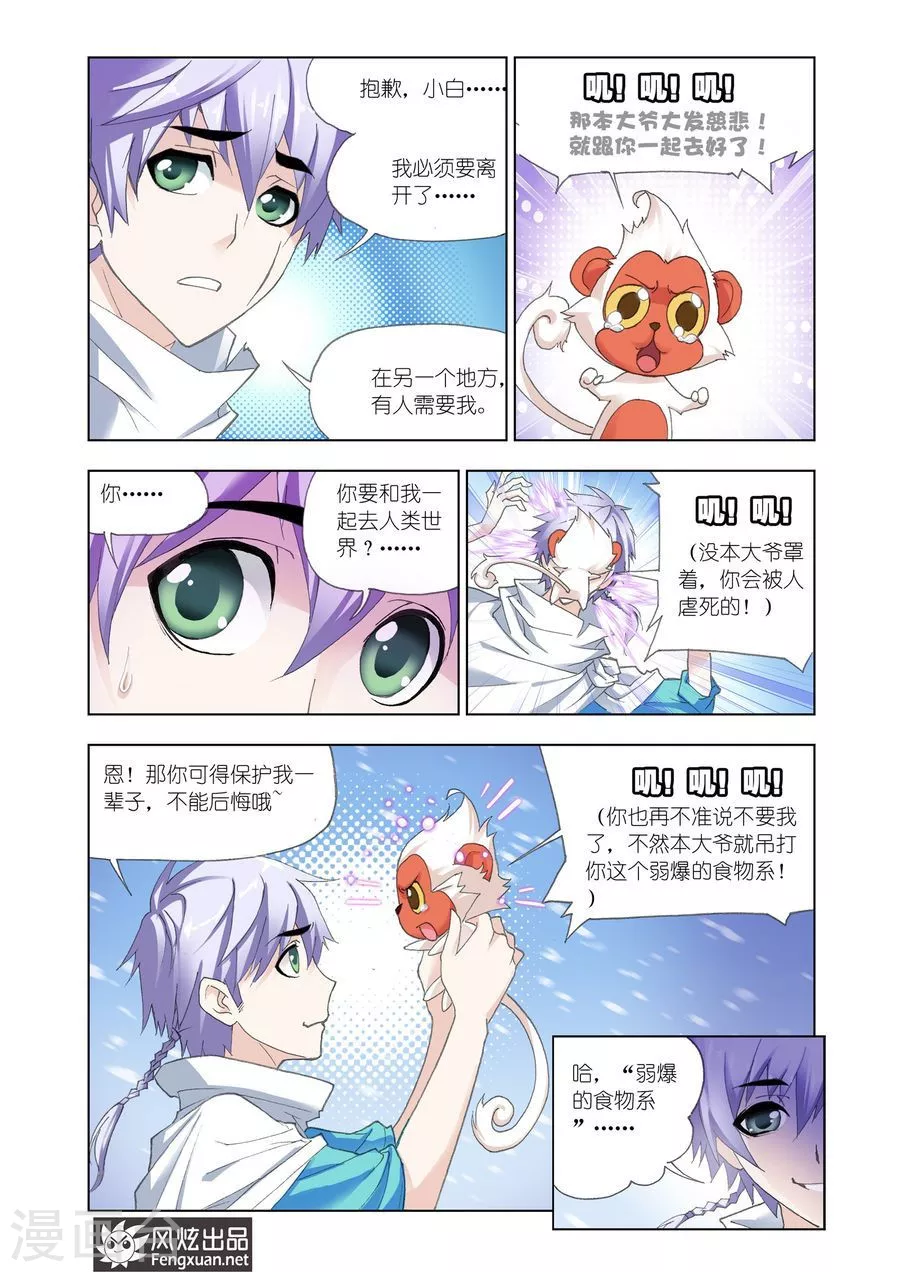 抱歉，小白……
我必须要离
开了……
在另一个地方，
有人需要我。
叽！叽！叽！
那本大爷大发慈悲！
就跟你一起去好了！
你……
你要和我一
起去人类世
界？……
叽！叽！
（没本大爷罩
着，你会被人
虐死的！）
恩！那你可得保护我一
辈子，不能后悔哦~
叽！叽！叽！
（你也再不准说不要我
了，不然本大爷就吊打
你这个弱爆的食物系！
）
哈，“弱爆
的食物系
”……
漫画台
风炫出品
Fengxuan.net